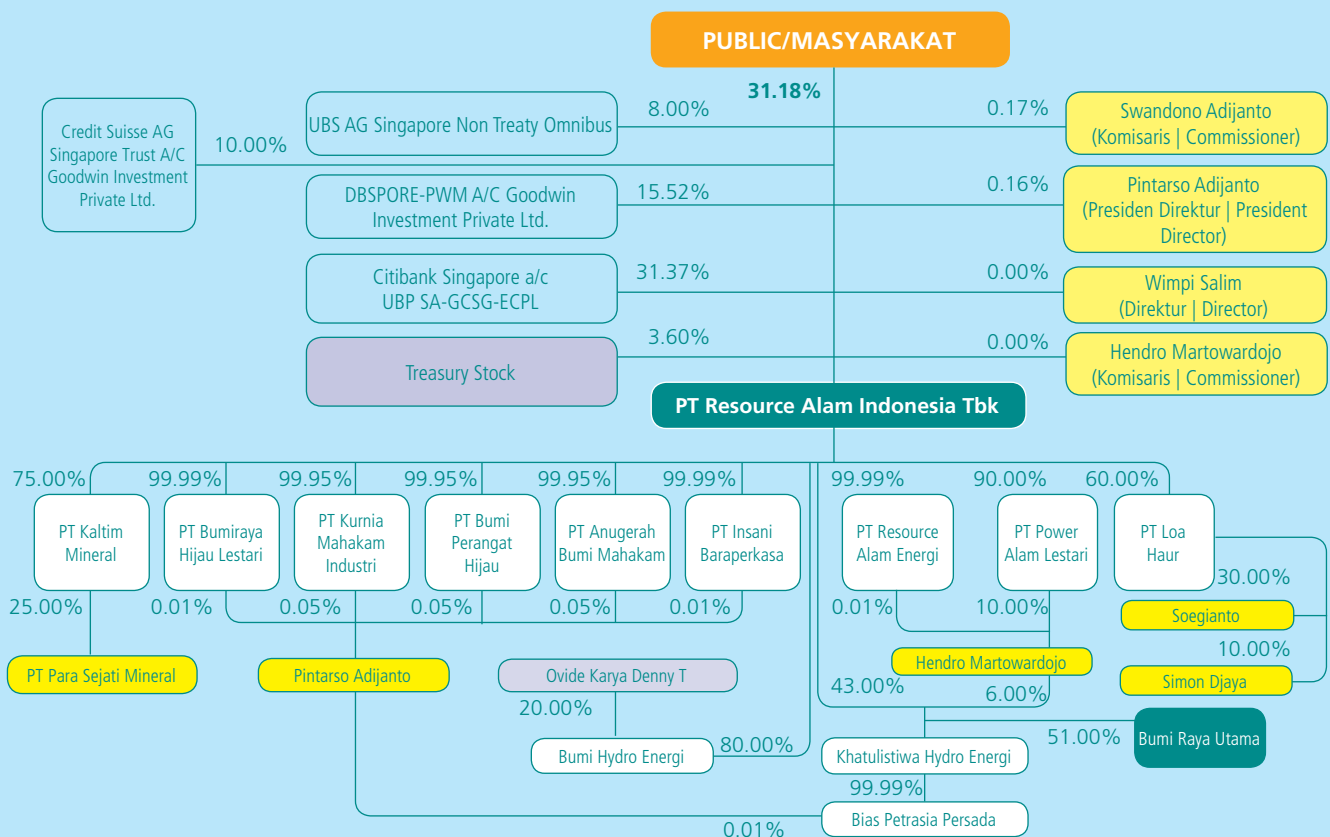 PUBLIC/MASYARAKAT
31.18%
Credit Suisse AG
Singapore Trust A/C
Goodwin Investment
Private Ltd.
10.00%
UBS AG Singapore Non Treaty Ombibus
8.00%
0.17%
Swandono Adijanto
(Komisaris | Commissioner)
DBSPORE-PWM A/C Goodwin
Investment Private Ltd.
15.52%
0.16%
Pintarso Adijanto
(Presiden Direktur | President
Director)
Citibank Singapore a/c
UBP SA-GCSG-ECPL
31.37%
0.00%
Wimpi Salim
(Direktur | Director)
Treasury Stock
3.60%
0.00%
Hendro Martowardojo
(Komisaris | Commissioner)
PT Resource Alam Indonesia Tbk
75.00%
99.99%
99.95%
99.95%
99.95%
99.99%
99.99%
90.00%
60.00%
PT Kaltim
Mineral
PT Bumiraya
Hijau Lestari
PT Kurnia
Mahakam
Industri
PT Bumi
Perangat
Hijau
PT Anugerah
Bumi Mahakam
PT Insani
Baraperkasa
PT Resource
Alam Energi
PT Power
Alam Lestari
PT Loa
Haur
25.00%
0.01%
0.05%
0.05%
0.05%
0.01%
0.01%
10.00%
30.00%
Soegianto
10.00%
Simon Djaya
PT Para Sejati Mineral
Pintarso Adijanto
Ovide Karya Denny T
Hendro Martowardojo
20.00%
43.00%
6.00%
Bumi Hydro Energi
80.00%
Khatulistiwa Hydro Energi
51.00%
Bumi Raya Utama
99.99%
Bias Petrasia Persada
0.01%